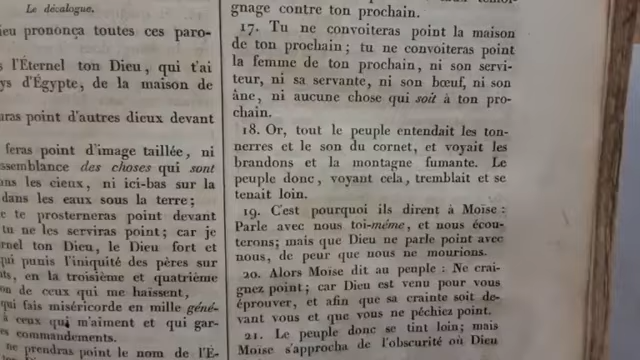 Le décalogue.
ieu prononça toutes ces paro-
s l'Éternel ton Dieu, qui t'ai
ys d'Égypte, de la maison de
ras point d'autres dieux devant
feras point d'image taillée, ni
ssemblance des choses qui sont
ns les cieux, ni ici-bas sur la
dans les eaux sous la terre;
e te prosterneras point devant
tu ne les serviras point; car je
rnel ton Dieu, le Dieu fort et
qui punis l'iniquité des pères sur
ts, en la troisième et quatrième
on de ceux qui me haïssent,
qui fais miséricorde en mille géné-
à ceux qui m'aiment et qui gar-
es commandements.
ne prendras point le nom de l'É-
gnage contre ton prochain.
17. Tu ne convoiteras point la maison
de ton prochain; tu ne convoiteras point
la femme de ton prochain, ni son servi-
teur, ni sa servante, ni son bœuf, ni son
âne, ni aucune chose qui soit à ton pro-
chain.
18. Or, tout le peuple entendait les ton-
nerres et le son du cornet, et voyait les
brandons et la montagne fumante. Le
peuple donc, voyant cela, tremblait et se
tenait loin.
19. C'est pourquoi ils dirent à Moïse :
Parle avec nous toi-même, et nous écou-
terons; mais que Dieu ne parle point avec
nous, de peur que nous ne mourions.
20. Alors Moïse dit au peuple : Ne crai-
gnez point; car Dieu est venu pour vous
éprouver, et afin que sa crainte soit de-
vant vous et que vous ne péchiez point.
21. Le peuple donc se tint loin; mais
Moïse s'approcha de l'obscurité où Dieu